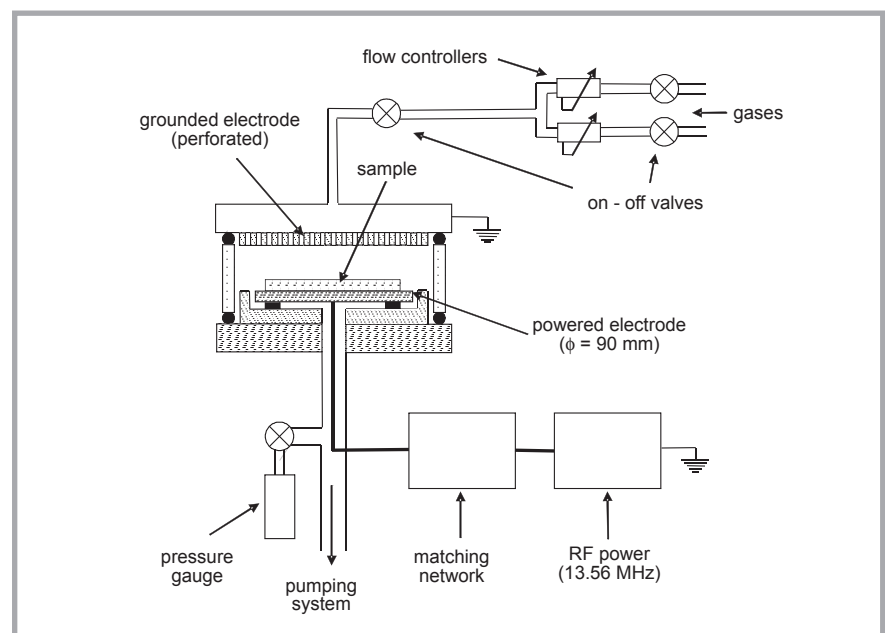 flow controllers
grounded electrode
(perforated)
gases
sample
on - off valves
powered electrode
(ϕ = 90 mm)
pressure
gauge
pumping
system
matching
network
RF power
(13.56 MHz)